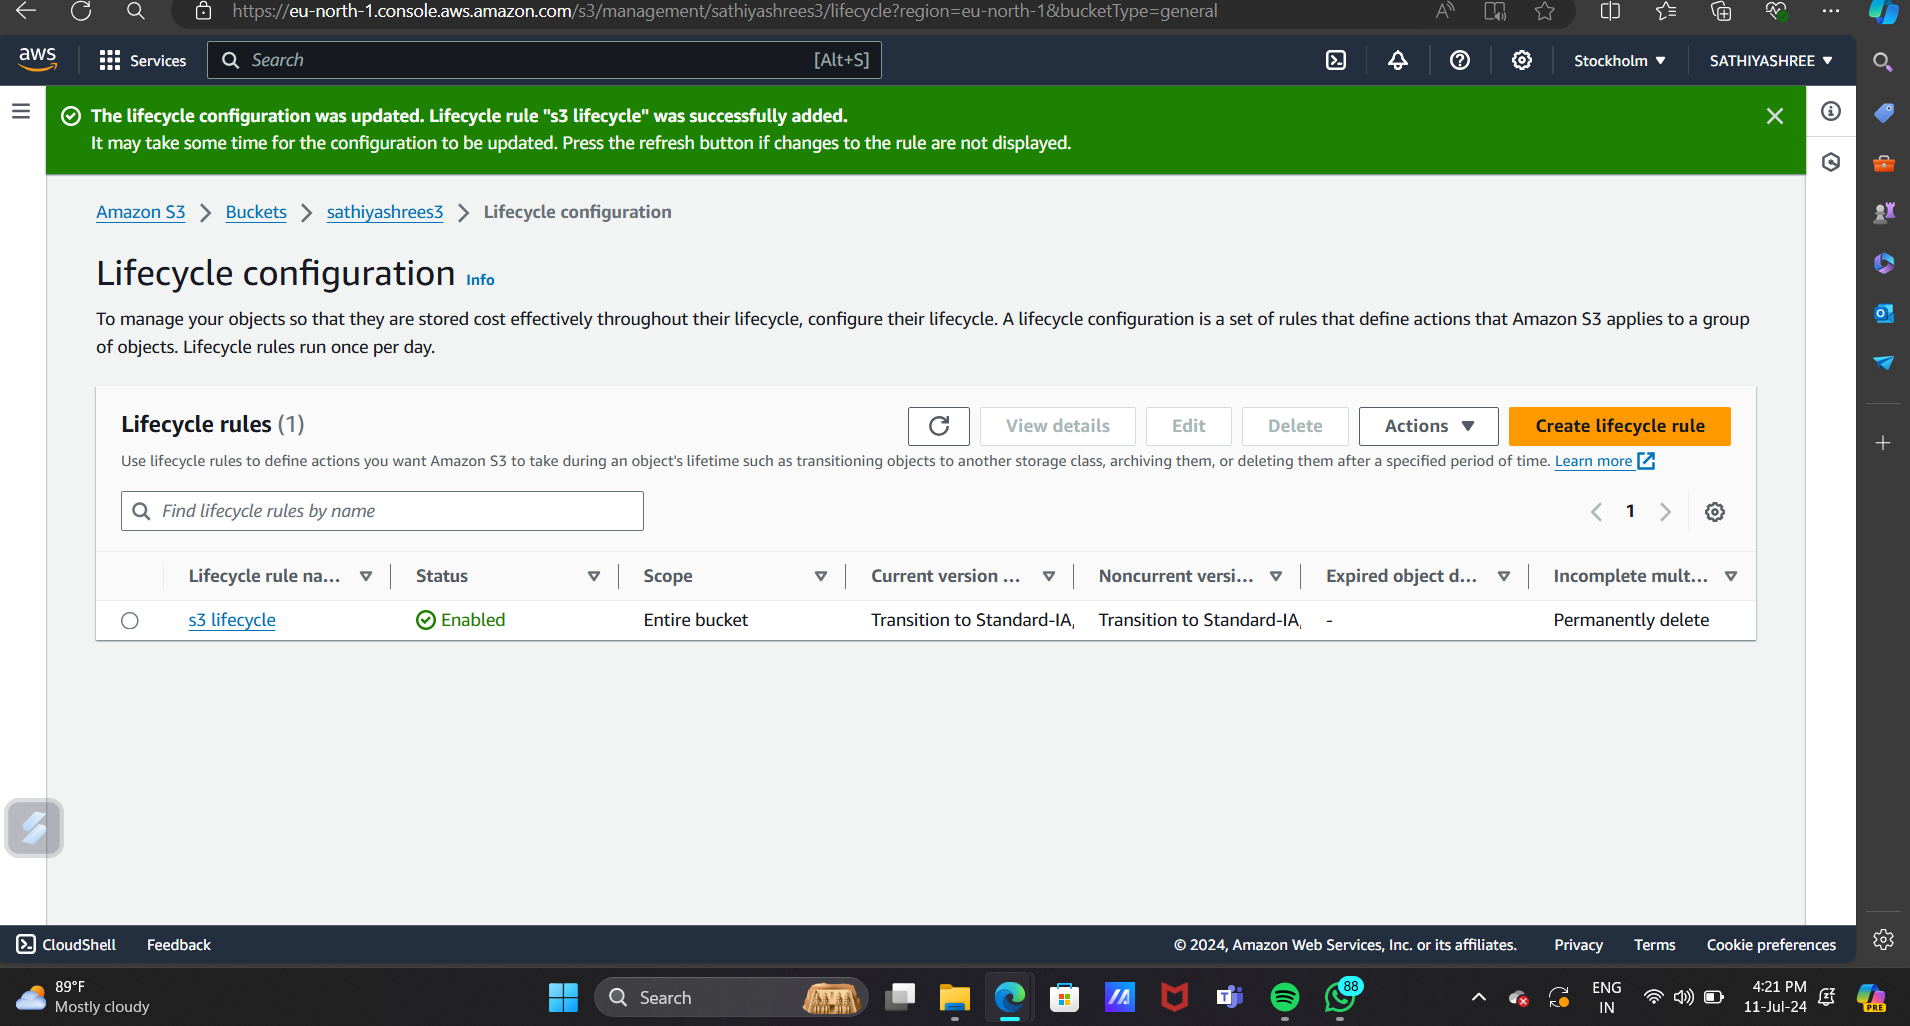 https://eu-north-1.console.aws.amazon.com/s3/management/sathiyashrees3/lifecycle?region=eu-north-1&bucketType=general
aws
Services
Search
[Alt+S]
Stockholm
SATHIYASHREE
The lifecycle configuration was updated. Lifecycle rule "s3 lifecycle" was successfully added.
It may take some time for the configuration to be updated. Press the refresh button if changes to the rule are not displayed.
Amazon S3
Buckets
sathiyashrees3
Lifecycle configuration
Lifecycle configuration Info
To manage your objects so that they are stored cost effectively throughout their lifecycle, configure their lifecycle. A lifecycle configuration is a set of rules that define actions that Amazon S3 applies to a group
of objects. Lifecycle rules run once per day.
Lifecycle rules (1)
View details
Edit
Delete
Actions
Create lifecycle rule
Use lifecycle rules to define actions you want Amazon S3 to take during an object's lifetime such as transitioning objects to another storage class, archiving them, or deleting them after a specified period of time. Learn more
Find lifecycle rules by name
1
Lifecycle rule na...
Status
Scope
Current version ...
Noncurrent versi...
Expired object d...
Incomplete mult...
s3 lifecycle
Enabled
Entire bucket
Transition to Standard-IA,
Transition to Standard-IA,
-
Permanently delete
CloudShell
Feedback
© 2024, Amazon Web Services, Inc. or its affiliates.
Privacy
Terms
Cookie preferences
89°F
Mostly cloudy
Search
88
ENG
IN
4:21 PM
11-Jul-24
PRE